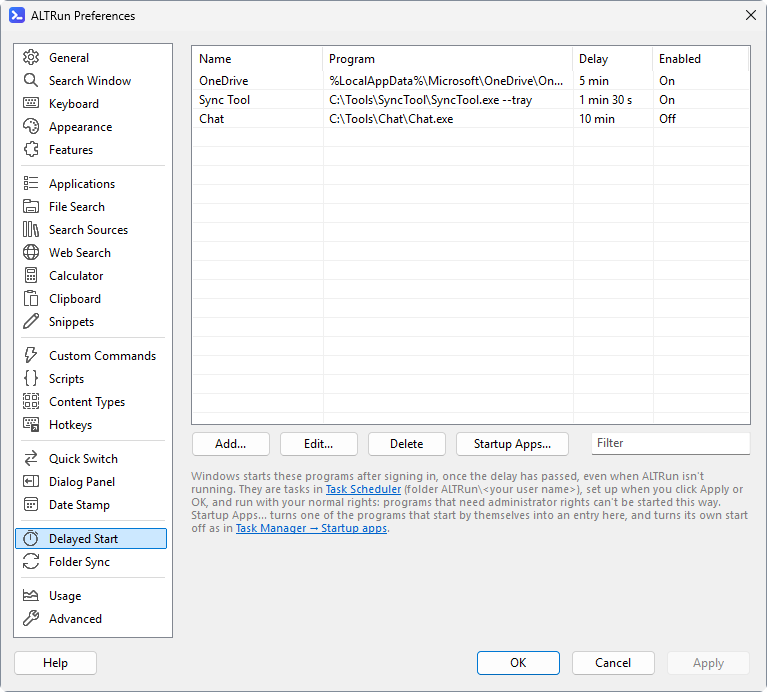 ALTRun Preferences
General
Search Window
Keyboard
Appearance
Features
Applications
File Search
Search Sources
Web Search
Calculator
Clipboard
Snippets
Custom Commands
Scripts
Content Types
Hotkeys
Quick Switch
Dialog Panel
Date Stamp
Delayed Start
Folder Sync
Usage
Advanced
Name Program Delay Enabled
OneDrive %LocalAppData%\Microsoft\OneDrive\On... 5 min On
Sync Tool C:\Tools\SyncTool\SyncTool.exe --tray 1 min 30 s On
Chat C:\Tools\Chat\Chat.exe 10 min Off
Add... Edit... Delete Startup Apps... Filter
Windows starts these programs after signing in, once the delay has passed, even when ALTRun isn't
running. They are tasks in Task Scheduler (folder ALTRun\<your user name>), set up when you click Apply or
OK, and run with your normal rights: programs that need administrator rights can't be started this way.
Startup Apps... turns one of the programs that start by themselves into an entry here, and turns its own start
off as in Task Manager → Startup apps.
Help OK Cancel Apply